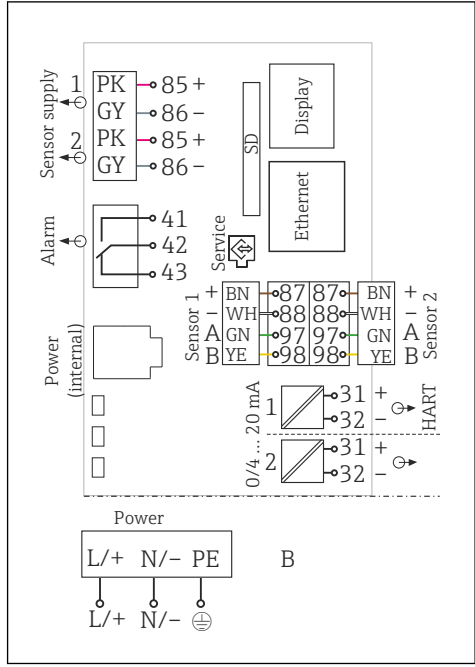 Sensor supply
1 PK 85 +
GY 86 –
2 PK 85 +
GY 86 –
Display
SD
Ethernet
Alarm
41
42
43
Service
Power
(internal)
Sensor 1
+ BN 87 87 BN +
– WH 88 88 WH –
A GN 97 97 GN A
B YE 98 98 YE B
Sensor 2
0/4 ... 20 mA
1 31 +
32 –
HART
2 31 +
32 –
Power
L/+ N/– PE
B
L/+ N/–